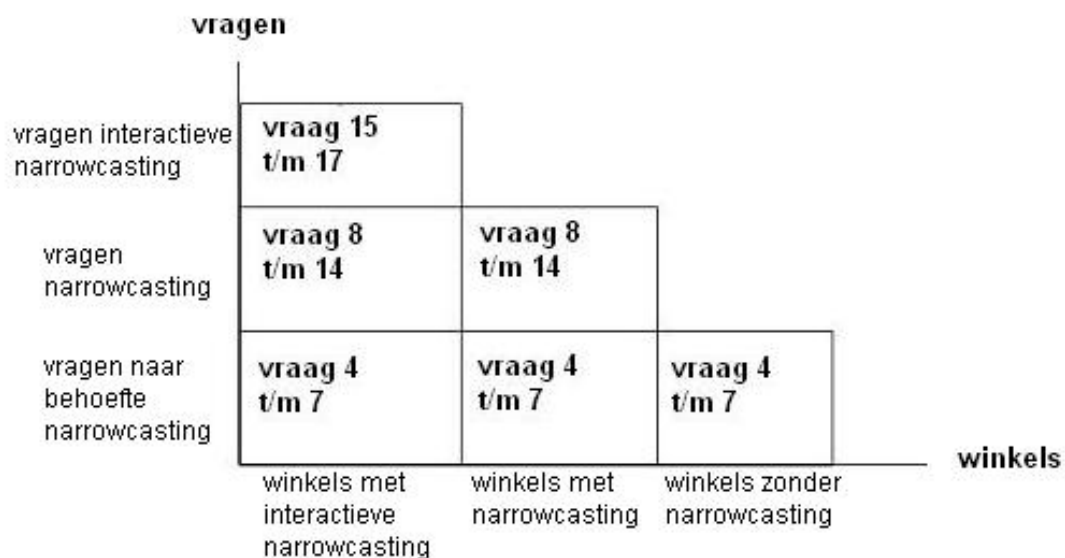 vragen
vragen interactieve
narrowcasting
vraag 15
t/m 17
vragen
narrowcasting
vraag 8
t/m 14
vraag 8
t/m 14
vragen naar
behoefte
narrowcasting
vraag 4
t/m 7
vraag 4
t/m 7
vraag 4
t/m 7
winkels
winkels met
interactieve
narrowcasting
winkels met
narrowcasting
winkels zonder
narrowcasting